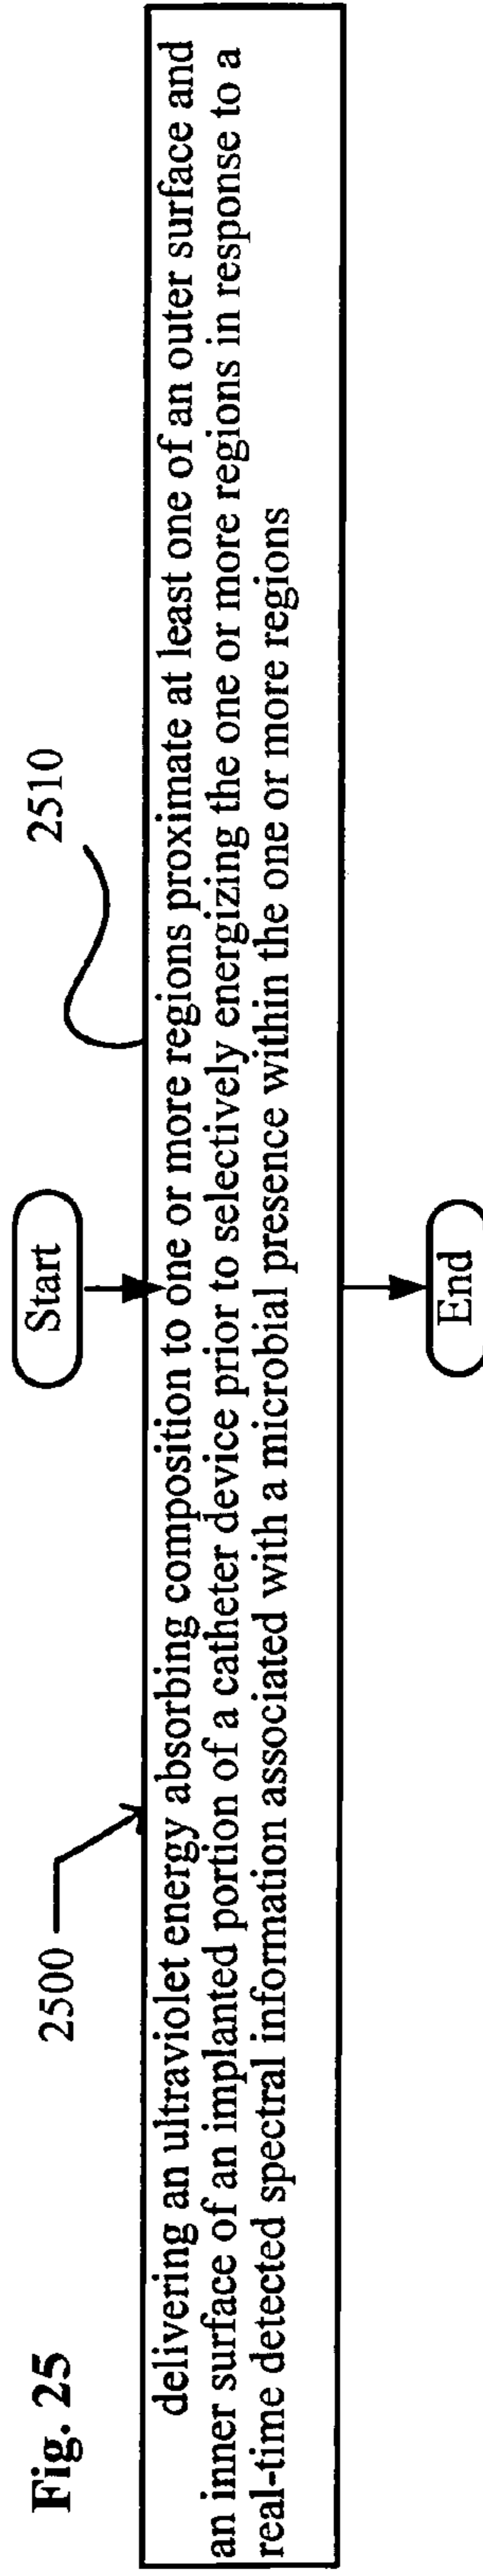 Fig. 25
Start
2500
2510
delivering an ultraviolet energy absorbing composition to one or more regions proximate at least one of an outer surface and
an inner surface of an implanted portion of a catheter device prior to selectively energizing the one or more regions in response to a
real-time detected spectral information associated with a microbial presence within the one or more regions
End